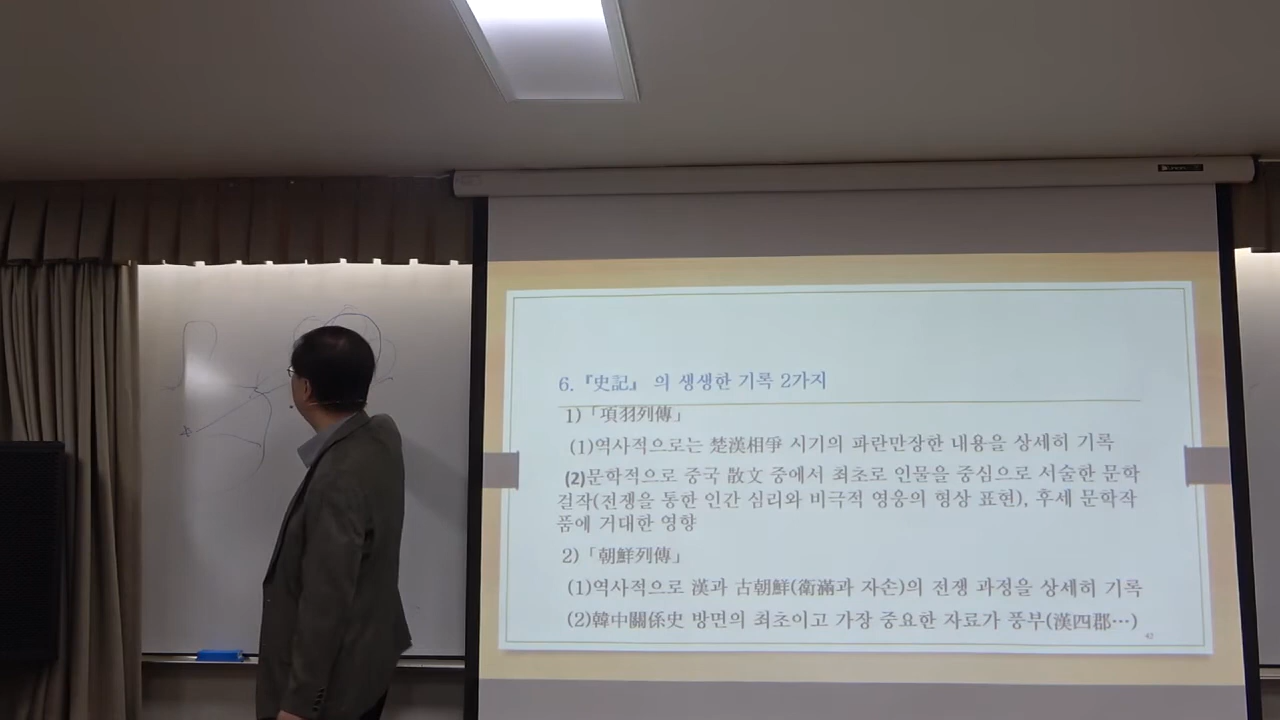 6.『史記』 의 생생한 기록 2가지
1)「項羽列傳」
(1)역사적으로는 楚漢相爭 시기의 파란만장한 내용을 상세히 기록
(2)문학적으로 중국 散文 중에서 최초로 인물을 중심으로 서술한 문학
걸작(전쟁을 통한 인간 심리와 비극적 영웅의 형상 표현), 후세 문학작
품에 거대한 영향
2)「朝鮮列傳」
(1)역사적으로 漢과 古朝鮮(衛滿과 자손)의 전쟁 과정을 상세히 기록
(2)韓中關係史 방면의 최초이고 가장 중요한 자료가 풍부(漢四郡…)
42